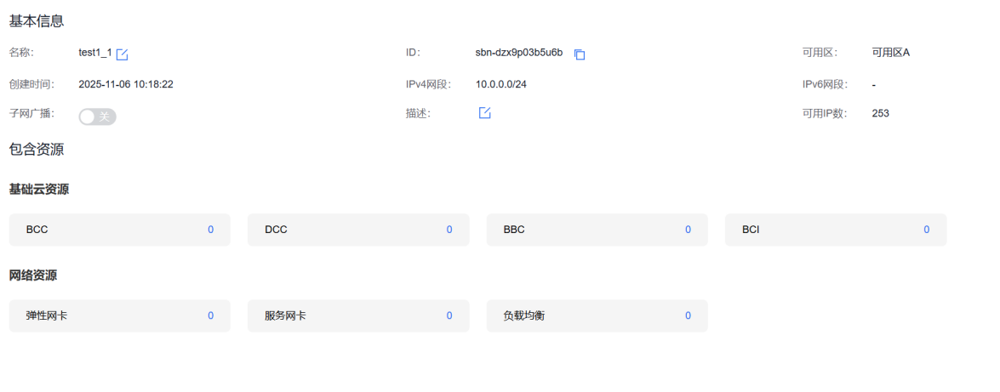 基本信息
名称： test1_1 ID： sbn-dzx9p03b5u6b 可用区： 可用区A
创建时间： 2025-11-06 10:18:22 IPv4网段： 10.0.0.0/24 IPv6网段： -
子网广播： 关 描述： 可用IP数： 253
包含资源
基础云资源
BCC 0 DCC 0 BBC 0 BCI 0
网络资源
弹性网卡 0 服务网卡 0 负载均衡 0